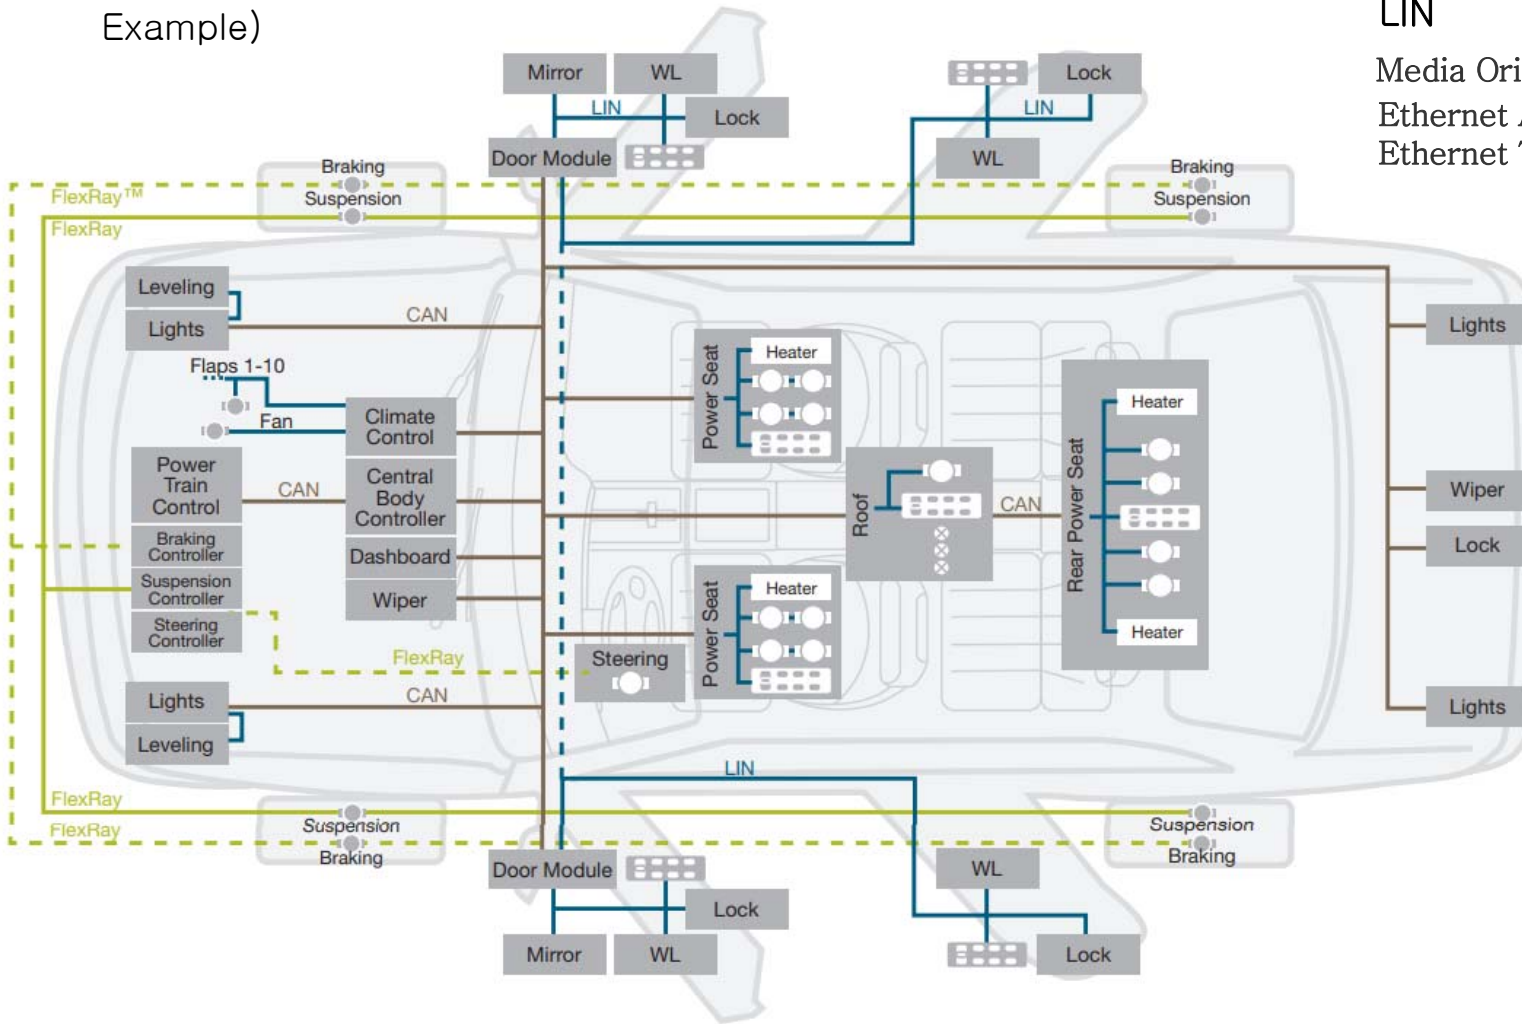 Example)
LIN
Media Ori
Ethernet
Ethernet
Mirror
WL
Lock
LIN
Lock
LIN
Door Module
WL
Braking
Suspension
FlexRay™
FlexRay
Braking
Suspension
Leveling
Lights
CAN
Flaps 1-10
Fan
Climate
Control
Power
Train
Control
CAN
Central
Body
Controller
Braking
Controller
Dashboard
Suspension
Controller
Wiper
Steering
Controller
FlexRay
Steering
Lights
CAN
Leveling
Power Seat
Heater
Roof
CAN
Rear Power Seat
Heater
Heater
Power Seat
Heater
Lights
Wiper
Lock
Lights
LIN
FlexRay
Suspension
FlexRay
Braking
Suspension
Braking
Door Module
WL
Lock
Mirror
WL
Lock